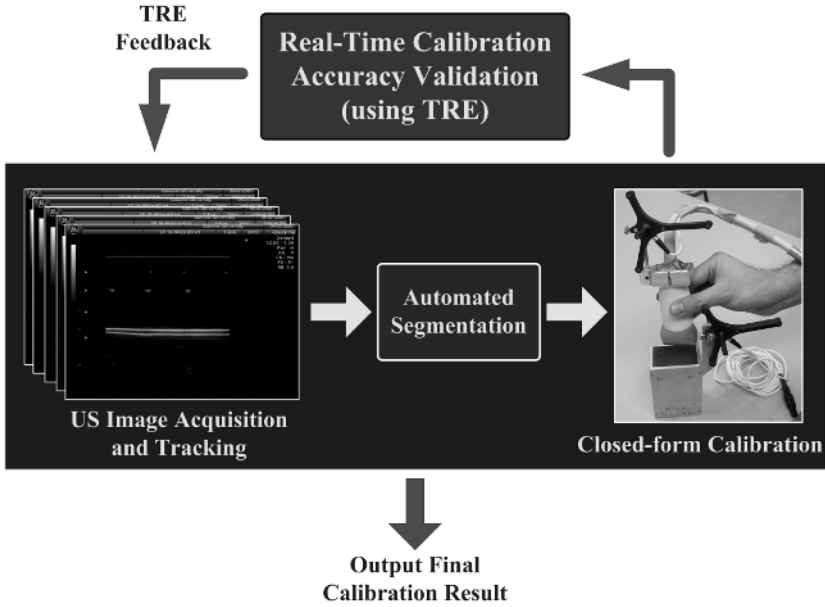 TRE
Feedback
Real-Time Calibration
Accuracy Validation
(using TRE)
Automated
Segmentation
US Image Acquisition
and Tracking
Closed-form Calibration
Output Final
Calibration Result